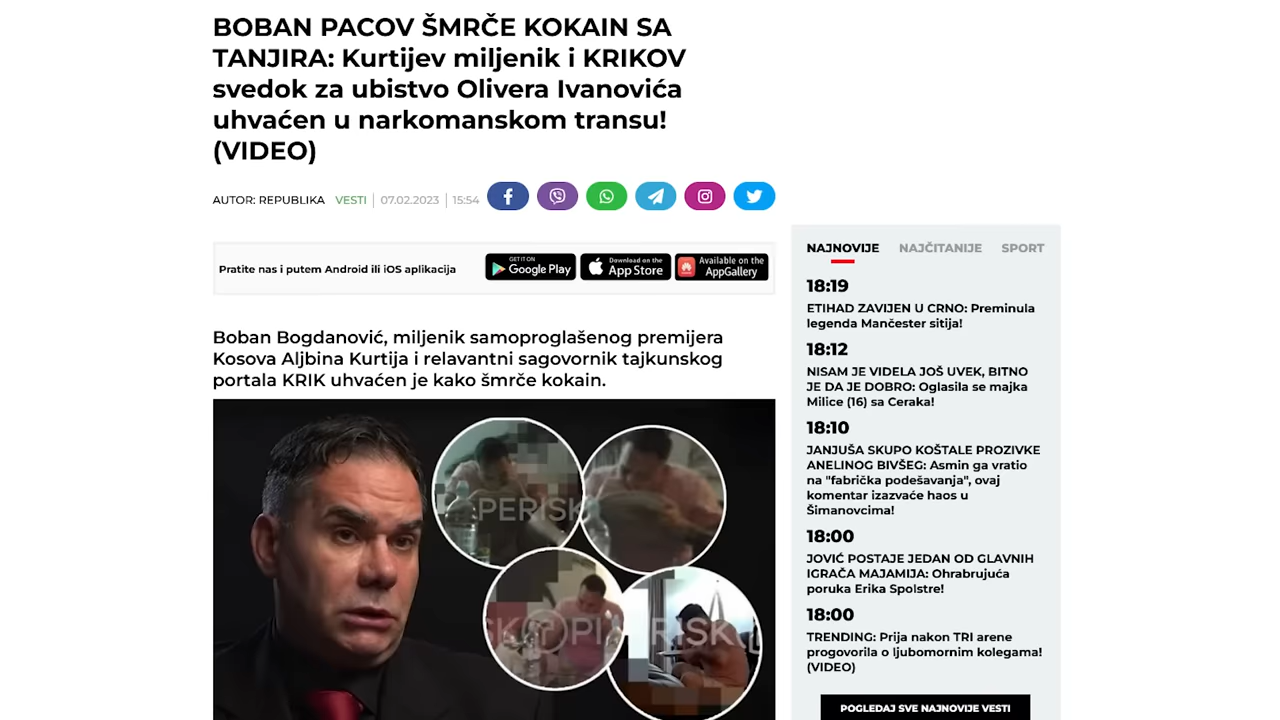 BOBAN PACOV ŠMRČE KOKAIN SA
TANJIRA: Kurtijev miljenik i KRIKOV
svedok za ubistvo Olivera Ivanovića
uhvaćen u narkomanskom transu!
(VIDEO)
AUTOR: REPUBLIKA VESTI 07.02.2023 15:54
Pratite nas i putem Android ili iOS aplikacija
GET IT ON
Google Play
Download on the
App Store
Available on the
AppGallery
Boban Bogdanović, miljenik samoproglašenog premijera
Kosova Aljbina Kurtija i relavantni sagovornik tajkunskog
portala KRIK uhvaćen je kako šmrče kokain.
PERISK
SK PI
RISK
NAJNOVIJE NAJČITANIJE SPORT
18:19
ETIHAD ZAVIJEN U CRNO: Preminula
legenda Mančester sitija!
18:12
NISAM JE VIDELA JOŠ UVEK, BITNO
JE DA JE DOBRO: Oglasila se majka
Milice (16) sa Ceraka!
18:10
JANJUŠA SKUPO KOŠTALE PROZIVKE
ANELINOG BIVŠEG: Asmin ga vratio
na "fabrička podešavanja", ovaj
komentar izazvaće haos u
Šimanovcima!
18:00
JOVIĆ POSTAJE JEDAN OD GLAVNIH
IGRAČA MAJAMIJA: Ohrabrujuća
poruka Erika Spolstre!
18:00
TRENDING: Prija nakon TRI arene
progovorila o ljubomornim kolegama!
(VIDEO)
POGLEDAJ SVE NAJNOVIJE VESTI